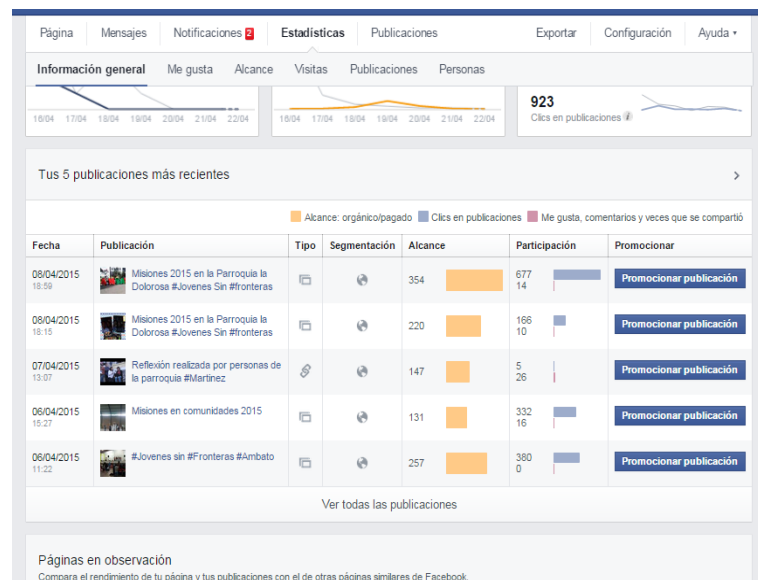 Página Mensajes Notificaciones 2 Estadísticas Publicaciones Exportar Configuración Ayuda
Información general Me gusta Alcance Visitas Publicaciones Personas
16/04 17/04 18/04 19/04 20/04 21/04 22/04
16/04 17/04 18/04 19/04 20/04 21/04 22/04
923
Clics en publicaciones i
Tus 5 publicaciones más recientes
Alcance: orgánico/pagado Clics en publicaciones Me gusta, comentarios y veces que se compartió
Fecha Publicación Tipo Segmentación Alcance Participación Promocionar
08/04/2015
18:59
Misiones 2015 en la Parroquia la
Dolorosa #Jovenes Sin #fronteras
354
677
14
Promocionar publicación
08/04/2015
18:15
Misiones 2015 en la Parroquia la
Dolorosa #Jovenes Sin #fronteras
220
166
10
Promocionar publicación
07/04/2015
13:07
Reflexión realizada por personas de
la parroquia #Martinez
147
5
26
Promocionar publicación
06/04/2015
15:27
Misiones en comunidades 2015
131
332
16
Promocionar publicación
06/04/2015
11:22
#Jovenes sin #Fronteras #Ambato
257
380
0
Promocionar publicación
Ver todas las publicaciones
Páginas en observación
Compara el rendimiento de tu página y tus publicaciones con el de otras páginas similares de Facebook.